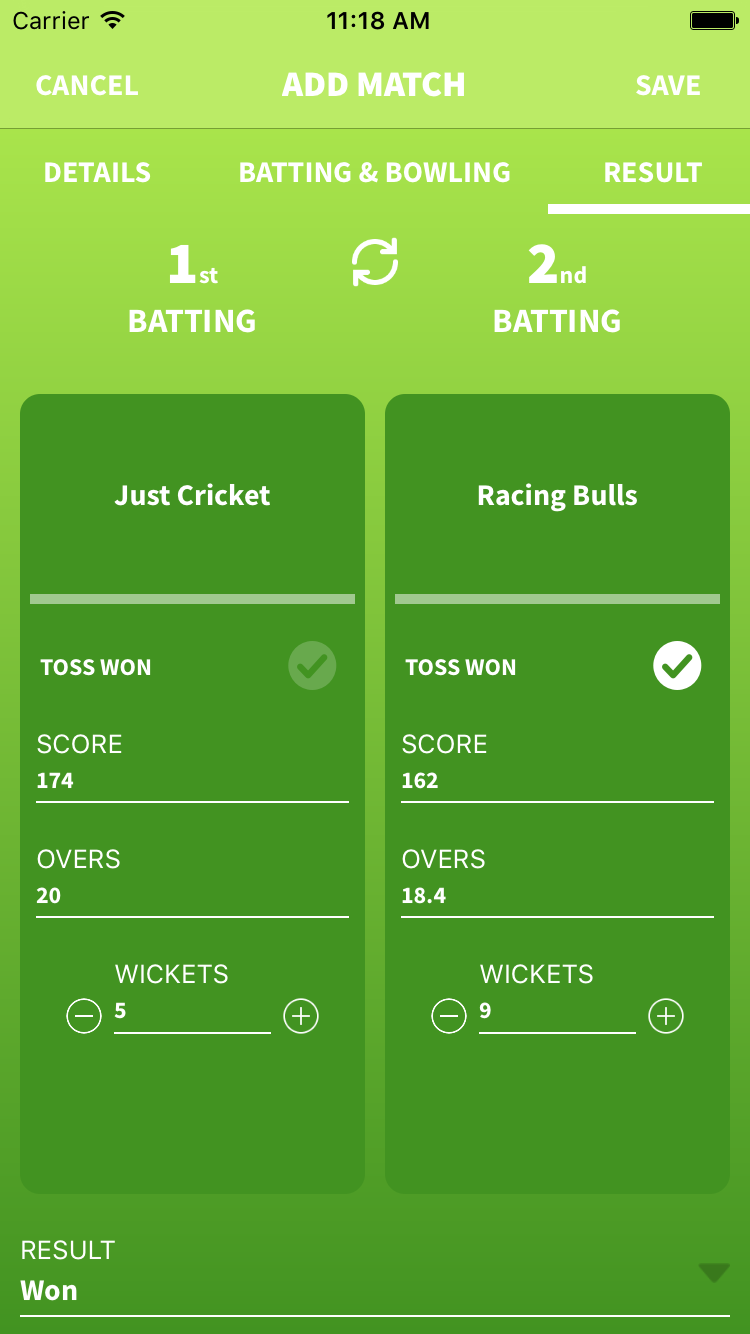 Carrier 11:18 AM
CANCEL ADD MATCH SAVE
DETAILS BATTING & BOWLING RESULT
1st 2nd
BATTING BATTING
Just Cricket Racing Bulls
TOSS WON TOSS WON
SCORE SCORE
174 162
OVERS OVERS
20 18.4
WICKETS WICKETS
5 9
RESULT
Won